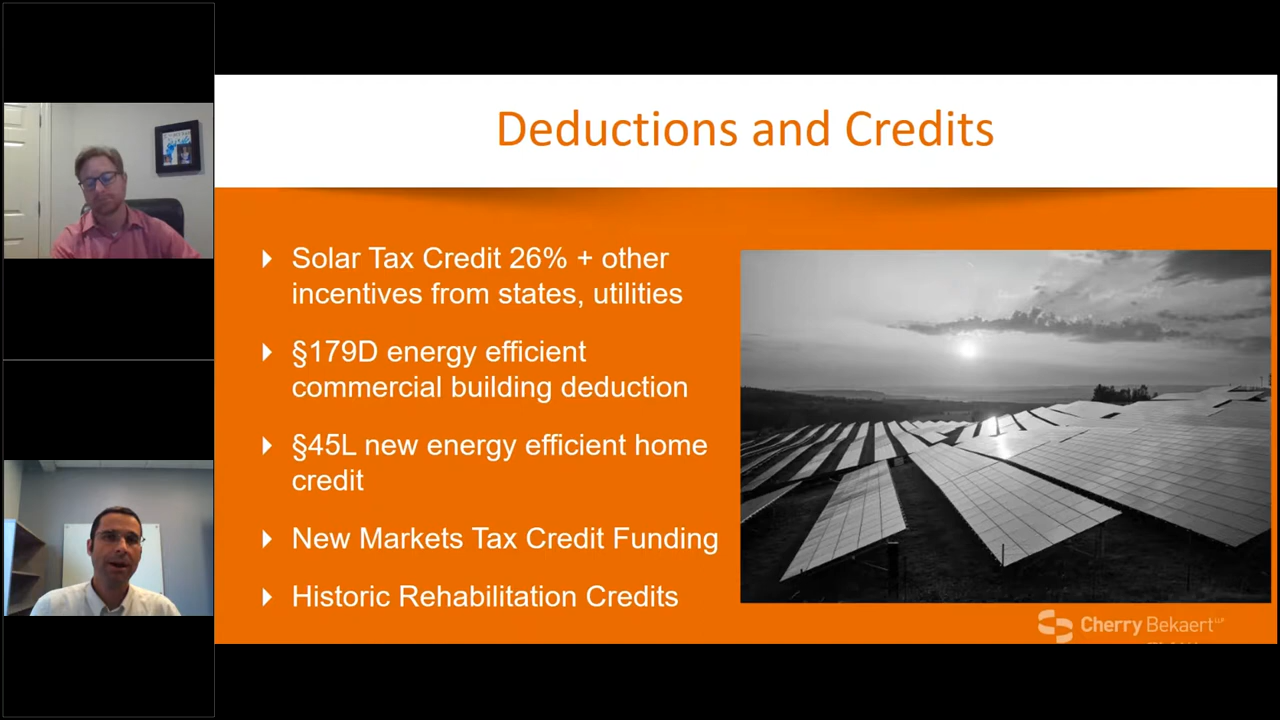 Deductions and Credits
Solar Tax Credit 26% + other
incentives from states, utilities
§179D energy efficient
commercial building deduction
§45L new energy efficient home
credit
New Markets Tax Credit Funding
Historic Rehabilitation Credits
Cherry Bekaert LLP